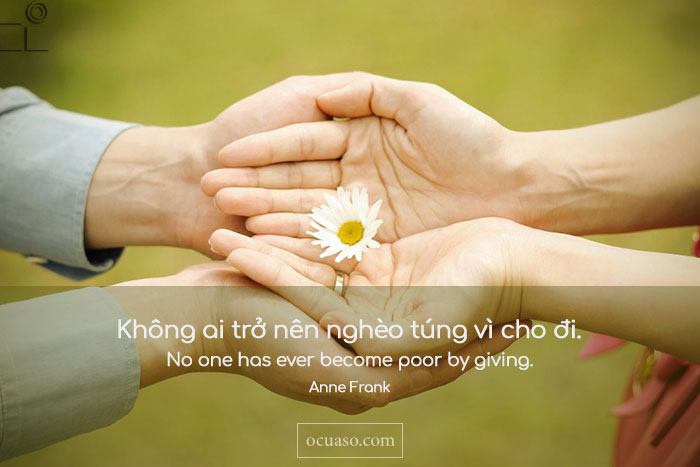 Không ai trở nên nghèo túng vì cho đi.
No one has ever become poor by giving.
Anne Frank
ocuaso.com